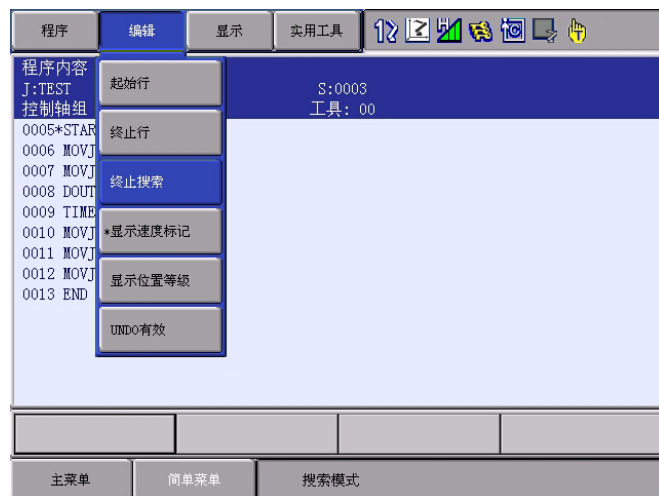 程序 编辑 显示 实用工具
程序内容
J:TEST S:0003
控制轴组 工具: 00
起始行
终止行
终止搜索
*显示速度标记
显示位置等级
UNDO有效
0005*STAR
0006 MOVJ
0007 MOVJ
0008 DOUT
0009 TIME
0010 MOVJ
0011 MOVJ
0012 MOVJ
0013 END
主菜单 简单菜单 搜索模式